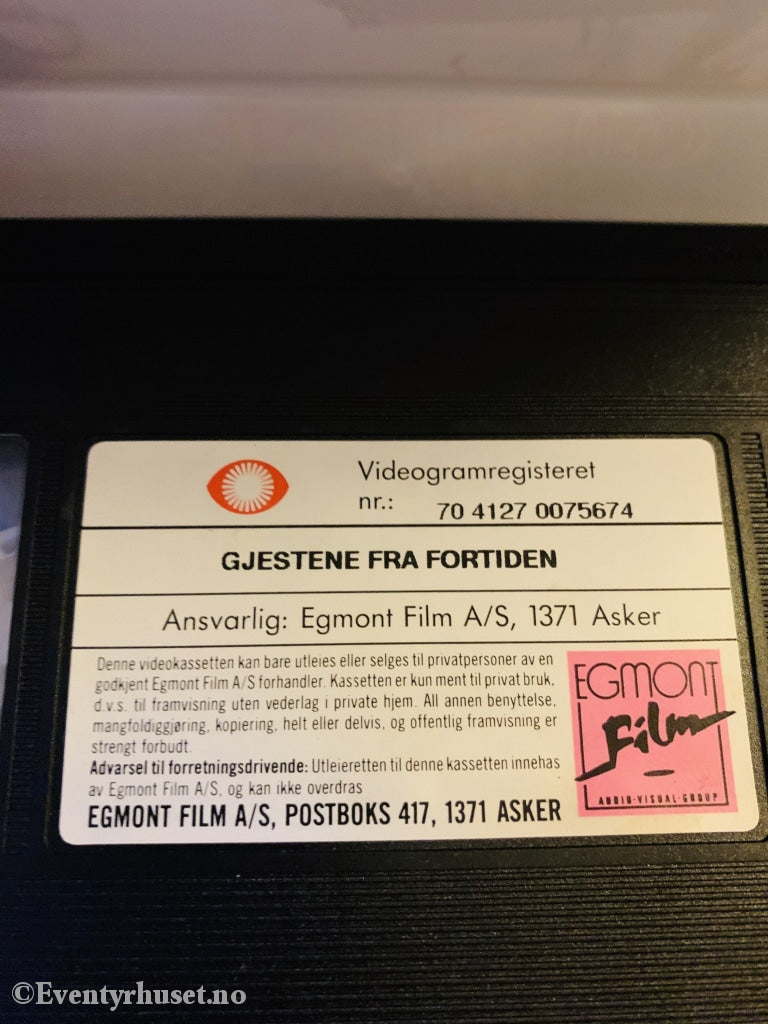 Videogramregisteret
nr.: 70 4127 0075674
GJESTENE FRA FORTIDEN
Ansvarlig: Egmont Film A/S, 1371 Asker
Denne videokassetten kan bare utleies eller selges til privatpersoner av en
godkjent Egmont Film A/S forhandler. Kassetten er kun ment til privat bruk,
d.v.s. til framvisning uten vederlag i private hjem. All annen benyttelse,
mangfoldiggjøring, kopiering, helt eller delvis, og offentlig framvisning er
strengt forbudt.
Advarsel til forretningsdrivende: Utleieretten til denne kassetten innehas
av Egmont Film A/S, og kan ikke overdras
EGMONT FILM A/S, POSTBOKS 417, 1371 ASKER
EGMONT
Film
AUDIO·VISUAL·GROUP
©Eventyrhuset.no